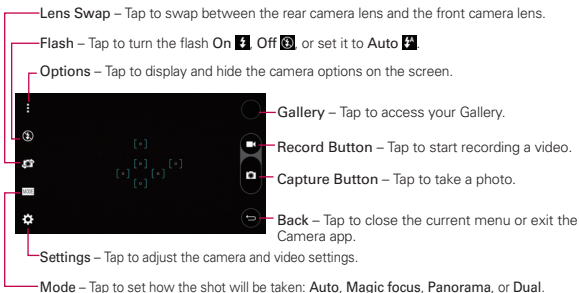 Lens Swap – Tap to swap between the rear camera lens and the front camera lens.
Flash – Tap to turn the flash On, Off, or set it to Auto.
Options – Tap to display and hide the camera options on the screen.
Gallery – Tap to access your Gallery.
Record Button – Tap to start recording a video.
Capture Button – Tap to take a photo.
MODE
Back – Tap to close the current menu or exit the
Camera app.
Settings – Tap to adjust the camera and video settings.
Mode – Tap to set how the shot will be taken: Auto, Magic focus, Panorama, or Dual.